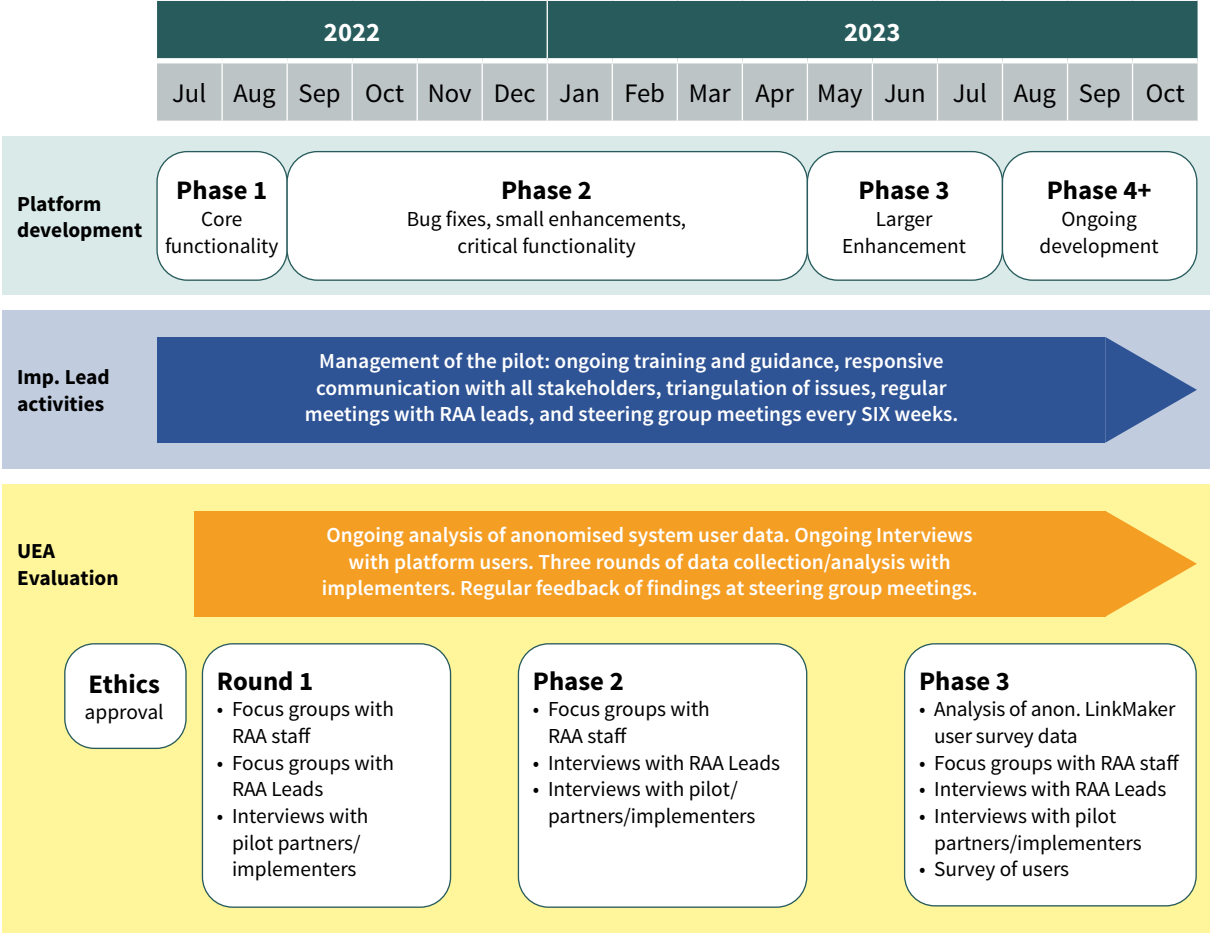 2022
2023
Jul Aug Sep Oct Nov Dec Jan Feb Mar Apr May Jun Jul Aug Sep Oct
Platform
development
Phase 1
Core
functionality
Phase 2
Bug fixes, small enhancements,
critical functionality
Phase 3
Larger
Enhancement
Phase 4+
Ongoing
development
Imp. Lead
activities
Management of the pilot: ongoing training and guidance, responsive
communication with all stakeholders, triangulation of issues, regular
meetings with RAA leads, and steering group meetings every SIX weeks.
UEA
Evaluation
Ongoing analysis of anonomised system user data. Ongoing Interviews
with platform users. Three rounds of data collection/analysis with
implementers. Regular feedback of findings at steering group meetings.
Ethics
approval
Round 1
• Focus groups with
RAA staff
• Focus groups with
RAA Leads
• Interviews with
pilot partners/
implementers
Phase 2
• Focus groups with
RAA staff
• Interviews with RAA Leads
• Interviews with pilot/
partners/implementers
Phase 3
• Analysis of anon. LinkMaker
user survey data
• Focus groups with RAA staff
• Interviews with RAA Leads
• Interviews with pilot
partners/implementers
• Survey of users